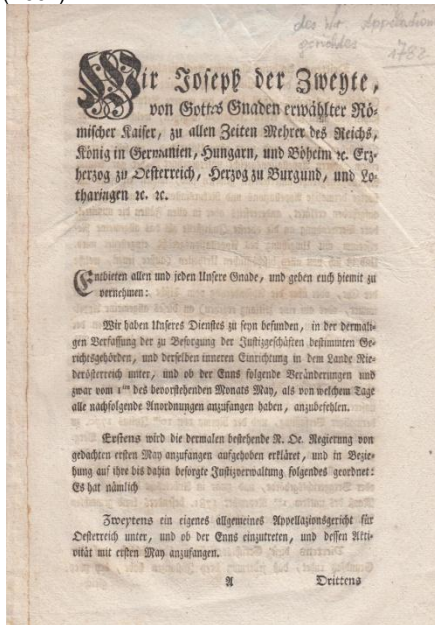 des Nr. Appellations
gerichtes
1782
Wir Joseph der Zweyte,
von Gottes Gnaden erwählter Rö-
mischer Kaiser, zu allen Zeiten Mehrer des Reichs,
König in Germanien, Hungarn, und Böheim ꝛc. Erz-
herzog zu Oesterreich, Herzog zu Burgund, und Lo-
tharingen ꝛc. ꝛc.
Entbieten allen und jeden Unsere Gnade, und geben euch hiemit zu
vernehmen:
Wir haben Unseres Dienstes zu seyn befunden, in der dermali-
gen Verfassung der zu Besorgung der Justizgeschäften bestimmten Ge-
richtsgehörden, und derselben inneren Einrichtung in dem Lande Nie-
derösterreich unter, und ob der Enns folgende Veränderungen und
zwar vom 1ten des bevorstehenden Monats May, als von welchem Tage
alle nachfolgende Anordnungen anzufangen haben, anzubefehlen.
Erstens wird die dermalen bestehende N. Oe. Regierung von
gedachten ersten May anzufangen aufgehoben erkläret, und in Bezie-
hung auf ihre bis dahin besorgte Justizverwaltung folgendes geordnet:
Es hat nämlich
Zweytens ein eigenes allgemeines Appellazionsgericht für
Oesterreich unter, und ob der Enns einzutreten, und dessen Akti-
vität mit ersten May anzufangen.
A Drittens